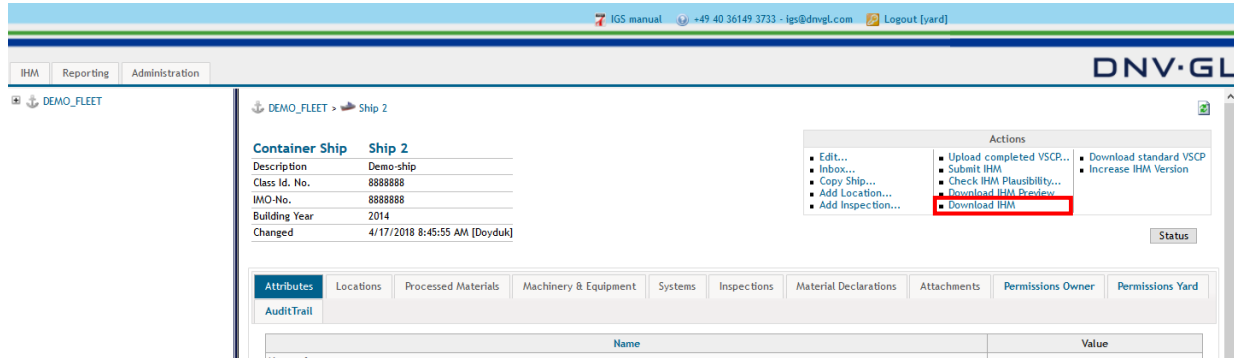 IGS manual +49 40 36149 3733 - igs@dnvgl.com Logout [yard]
DNV·GL
IHM Reporting Administration
DEMO_FLEET
DEMO_FLEET > Ship 2
Actions
Container Ship Ship 2
Description Demo-ship
Class Id. No. 8888888
IMO-No. 8888888
Building Year 2014
Changed 4/17/2018 8:45:55 AM [Doyduk]
Edit...
Inbox...
Copy Ship...
Add Location...
Add Inspection...
Upload completed VSCP...
Submit IHM
Check IHM Plausibility...
Download IHM Preview
Download IHM
Download standard VSCP
Increase IHM Version
Status
Attributes Locations Processed Materials Machinery & Equipment Systems Inspections Material Declarations Attachments Permissions Owner Permissions Yard
AuditTrail
Name Value